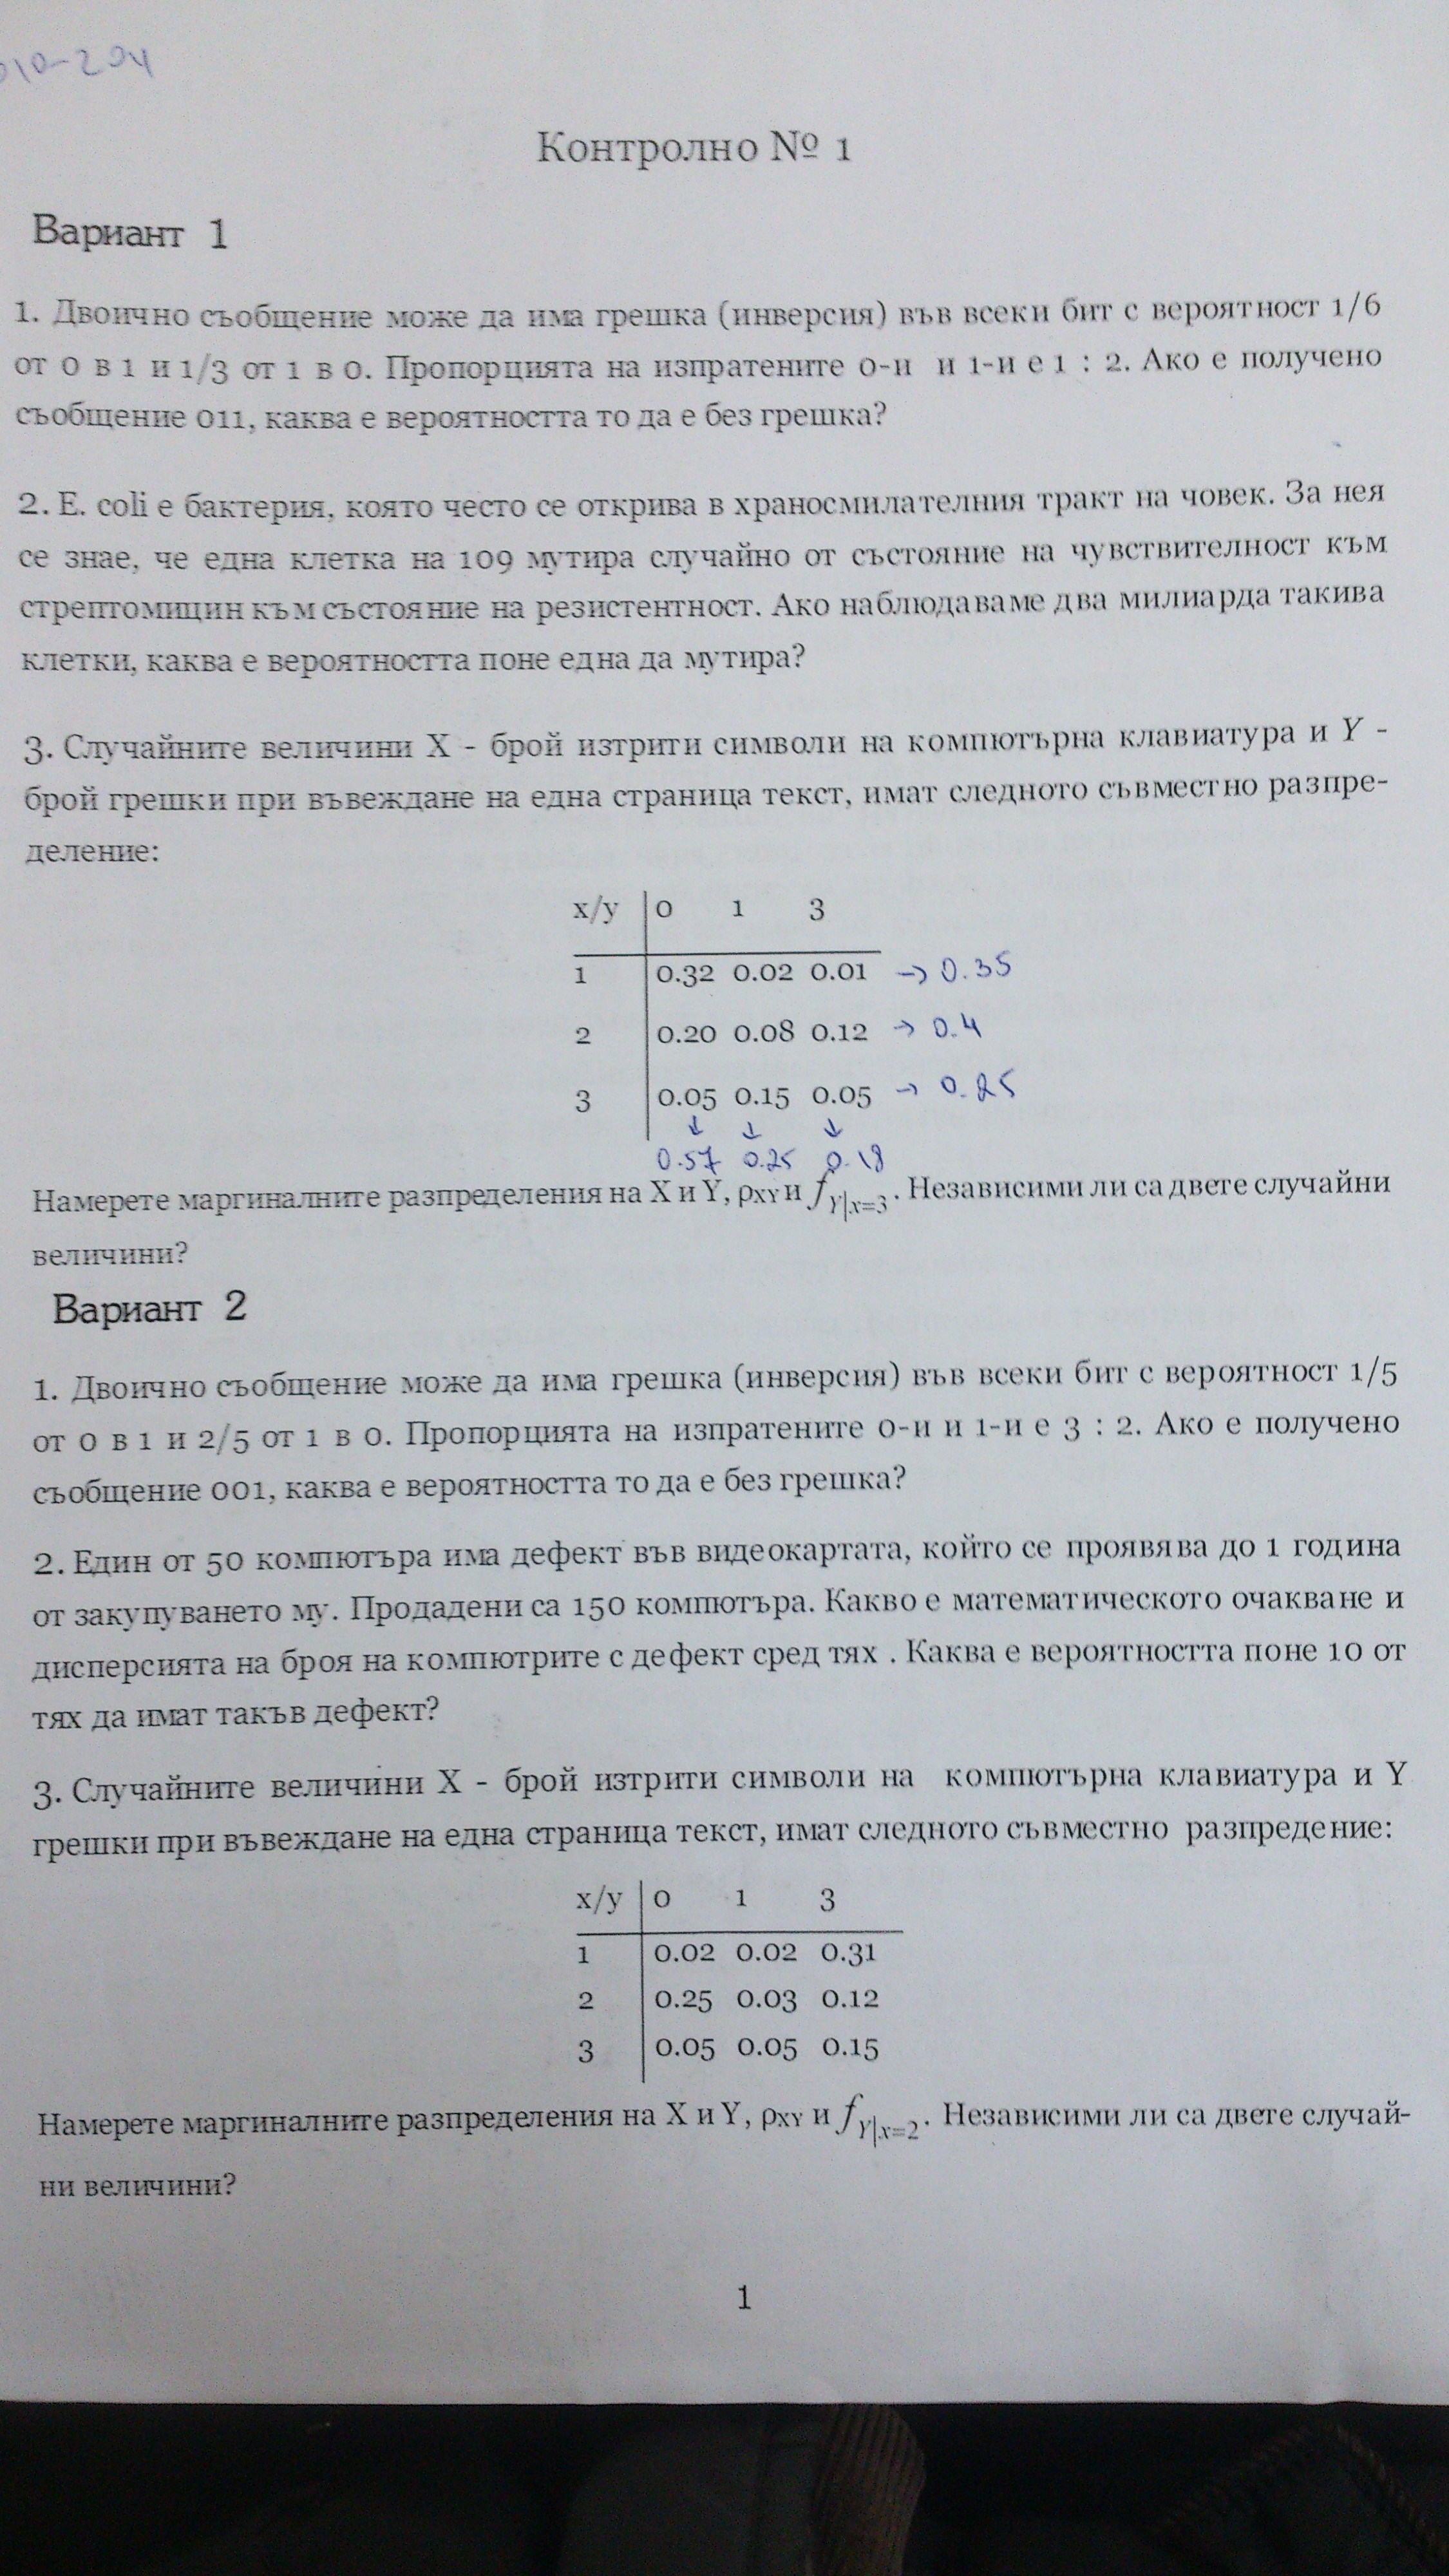 010-204
Контролно № 1
Вариант 1
1. Двоично съобщение може да има грешка (инверсия) във всеки бит с вероятност 1/6
от 0 в 1 и 1/3 от 1 в 0. Пропорцията на изпратените 0-и и 1-и е 1 : 2. Ако е получено
съобщение 011, каква е вероятността то да е без грешка?
2. E. coli е бактерия, която често се открива в храносмилателния тракт на човек. За нея
се знае, че една клетка на 109 мутира случайно от състояние на чувствителност към
стрептомицин към състояние на резистентност. Ако наблюдаваме два милиарда такива
клетки, каква е вероятността поне една да мутира?
3. Случайните величини X - брой изтрити символи на компютърна клавиатура и Y -
брой грешки при въвеждане на една страница текст, имат следното съвместно разпре-
деление:
x/y 0 1 3
1 0.32 0.02 0.01 → 0.35
2 0.20 0.08 0.12 → 0.4
3 0.05 0.15 0.05 → 0.25
↓ ↓ ↓
0.57 0.25 0.18
Намерете маргиналните разпределения на X и Y, ρXY и fY|x=3. Независими ли са двете случайни
величини?
Вариант 2
1. Двоично съобщение може да има грешка (инверсия) във всеки бит с вероятност 1/5
от 0 в 1 и 2/5 от 1 в 0. Пропорцията на изпратените 0-и и 1-и е 3 : 2. Ако е получено
съобщение 001, каква е вероятността то да е без грешка?
2. Един от 50 компютъра има дефект във видеокартата, който се проявява до 1 година
от закупуването му. Продадени са 150 компютъра. Какво е математическото очакване и
дисперсията на броя на компютрите с дефект сред тях . Каква е вероятността поне 10 от
тях да имат такъв дефект?
3. Случайните величини X - брой изтрити символи на компютърна клавиатура и Y
грешки при въвеждане на една страница текст, имат следното съвместно разпредение:
x/y 0 1 3
1 0.02 0.02 0.31
2 0.25 0.03 0.12
3 0.05 0.05 0.15
Намерете маргиналните разпределения на X и Y, ρXY и fY|x=2. Независими ли са двете случай-
ни величини?
1